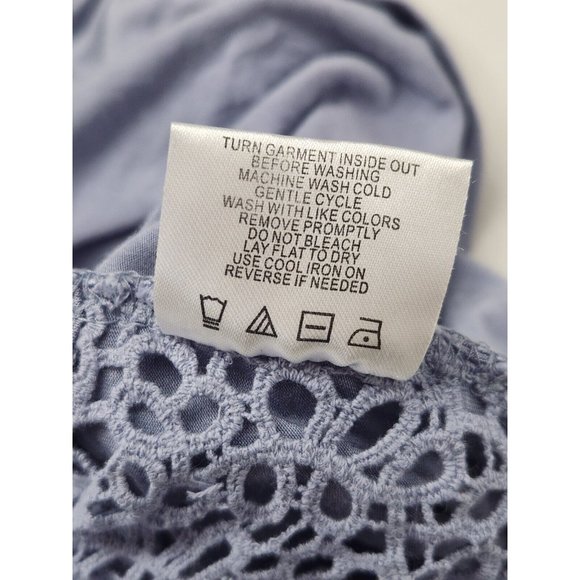 TURN GARMENT INSIDE OUT
BEFORE WASHING
MACHINE WASH COLD
GENTLE CYCLE
WASH WITH LIKE COLORS
REMOVE PROMPTLY
DO NOT BLEACH
LAY FLAT TO DRY
USE COOL IRON ON
REVERSE IF NEEDED